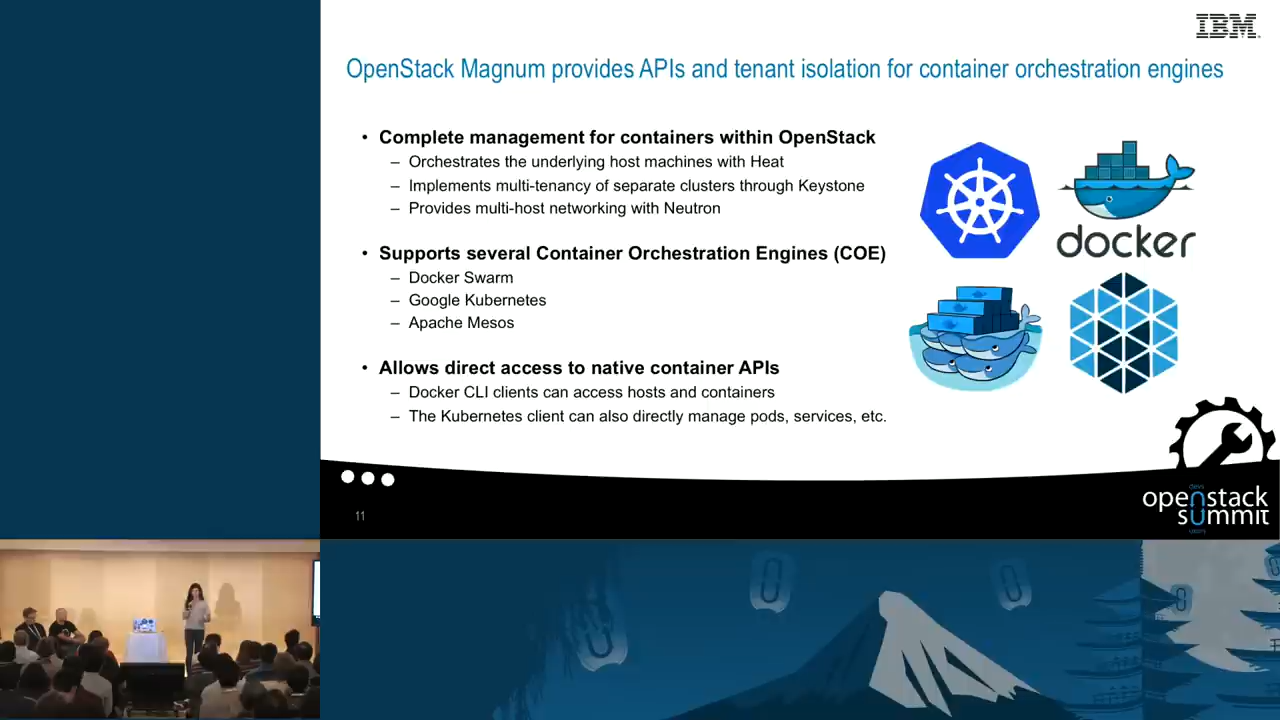 IBM
OpenStack Magnum provides APIs and tenant isolation for container orchestration engines
• Complete management for containers within OpenStack
– Orchestrates the underlying host machines with Heat
– Implements multi-tenancy of separate clusters through Keystone
– Provides multi-host networking with Neutron
• Supports several Container Orchestration Engines (COE)
– Docker Swarm
– Google Kubernetes
– Apache Mesos
• Allows direct access to native container APIs
– Docker CLI clients can access hosts and containers
– The Kubernetes client can also directly manage pods, services, etc.
docker
11
devs
openstack
summit
users